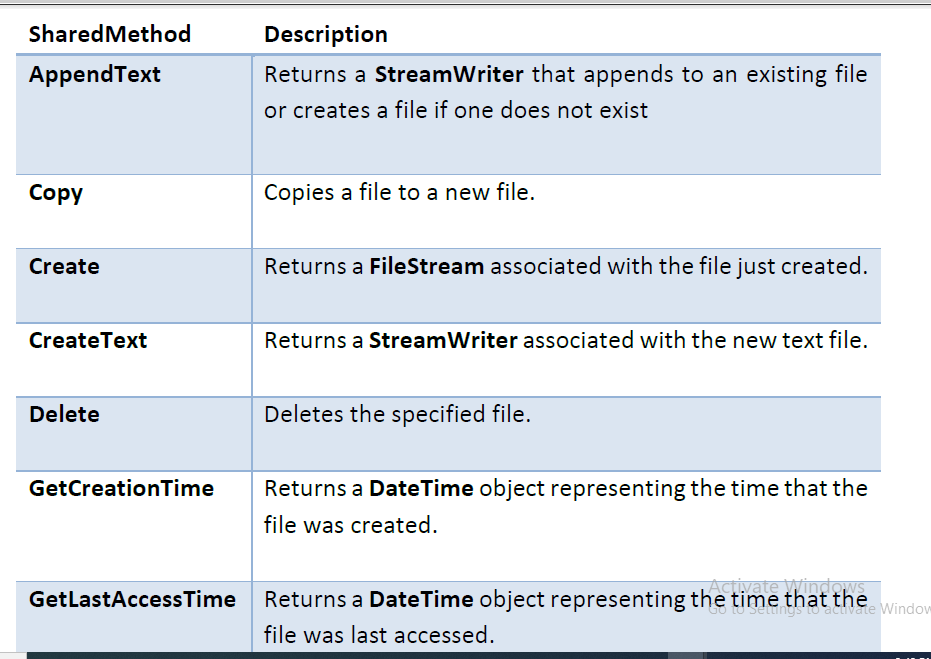 SharedMethod Description
AppendText Returns a StreamWriter that appends to an existing file
or creates a file if one does not exist
Copy Copies a file to a new file.
Create Returns a FileStream associated with the file just created.
CreateText Returns a StreamWriter associated with the new text file.
Delete Deletes the specified file.
GetCreationTime Returns a DateTime object representing the time that the
file was created.
Activate Windows
GetLastAccessTime Returns a DateTime object representing the time that the
Go to Settings to activate Window
file was last accessed.